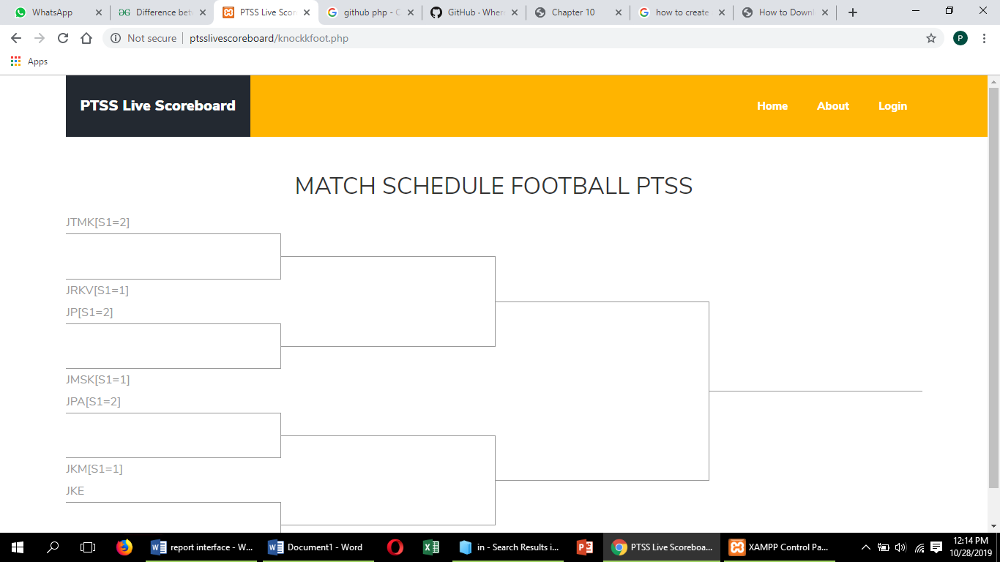 WhatsApp
Difference bet
PTSS Live Scor
github php - C
GitHub · Wher
Chapter 10
how to create
How to Downl
Not secure
ptsslivescoreboard/knockkfoot.php
P
Apps
PTSS Live Scoreboard
Home
About
Login
MATCH SCHEDULE FOOTBALL PTSS
JTMK[S1=2]
JRKV[S1=1]
JP[S1=2]
JMSK[S1=1]
JPA[S1=2]
JKM[S1=1]
JKE
report interface - W...
Document1 - Word
in - Search Results i...
PTSS Live Scoreboa...
XAMPP Control Pa...
12:14 PM
10/28/2019